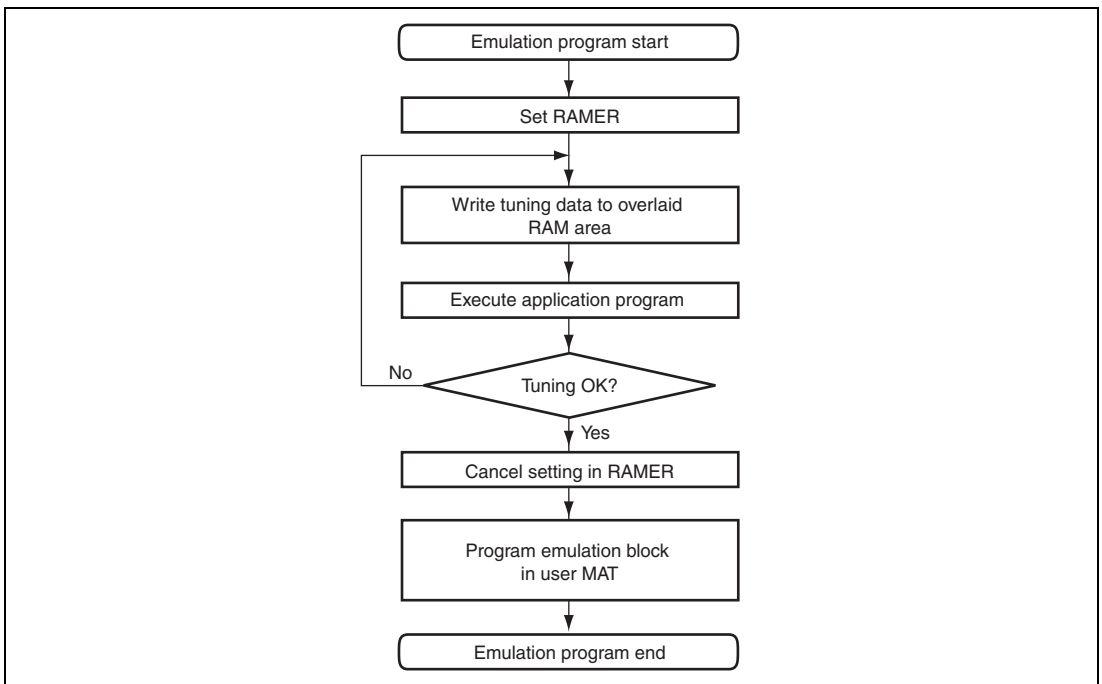 Emulation program start
Set RAMER
Write tuning data to overlaid
RAM area
Execute application program
No
Tuning OK?
Yes
Cancel setting in RAMER
Program emulation block
in user MAT
Emulation program end